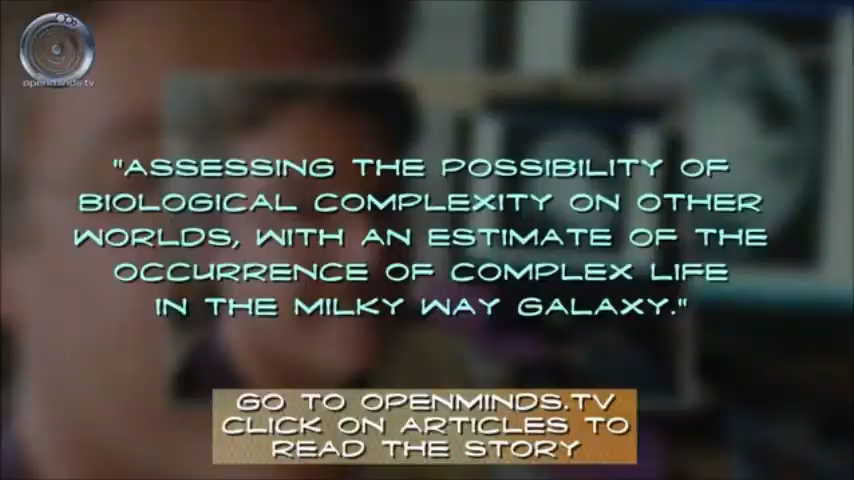 openminds.tv
"ASSESSING THE POSSIBILITY OF
BIOLOGICAL COMPLEXITY ON OTHER
WORLDS, WITH AN ESTIMATE OF THE
OCCURRENCE OF COMPLEX LIFE
IN THE MILKY WAY GALAXY."
GO TO OPENMINDS.TV
CLICK ON ARTICLES TO
READ THE STORY